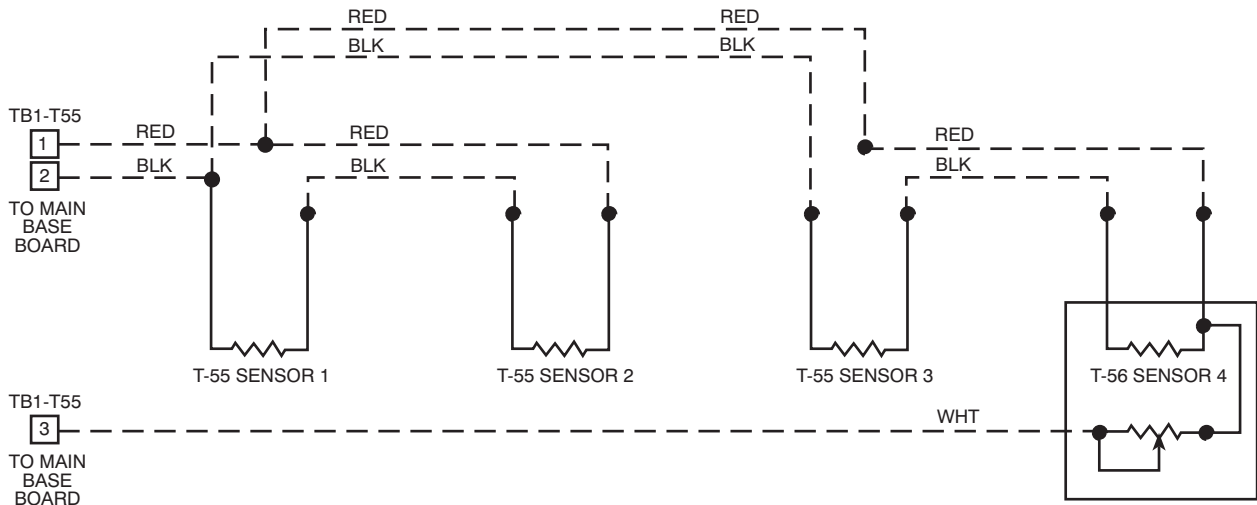 RED RED
BLK BLK
TB1-T55
1 RED RED RED
2 BLK BLK BLK
TO MAIN
BASE
BOARD
T-55 SENSOR 1 T-55 SENSOR 2 T-55 SENSOR 3 T-56 SENSOR 4
TB1-T55
3 WHT
TO MAIN
BASE
BOARD